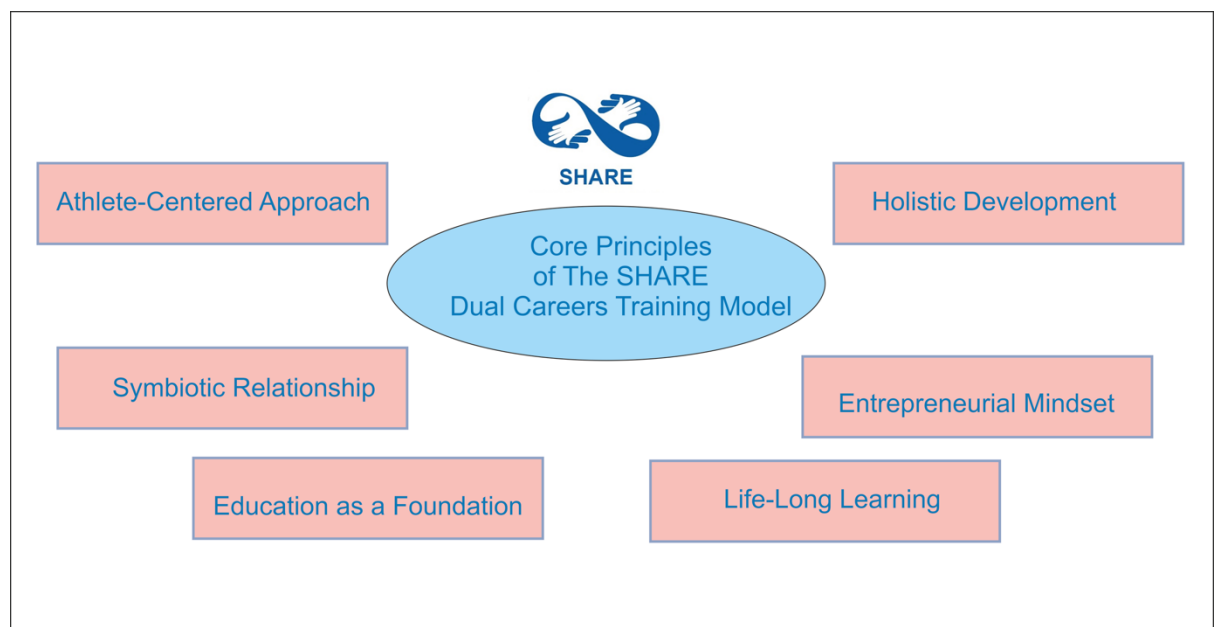 SHARE
Athlete-Centered Approach
Holistic Development
Core Principles
of The SHARE
Dual Careers Training Model
Symbiotic Relationship
Entrepreneurial Mindset
Education as a Foundation
Life-Long Learning